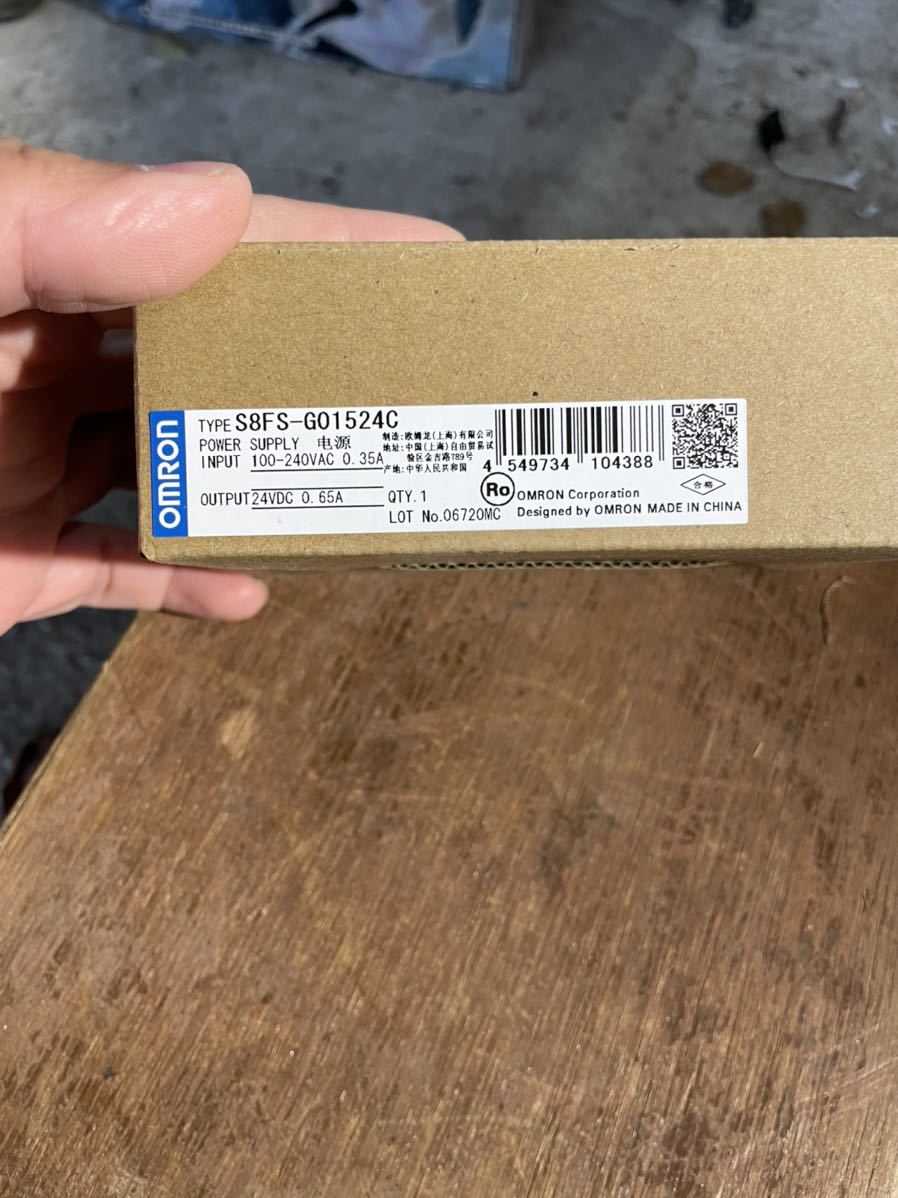 OMRON
TYPE S8FS-G01524C
POWER SUPPLY 电源
INPUT 100-240VAC 0.35A
OUTPUT 24VDC 0.65A
制造:欧姆龙(上海)有限公司
地址:中国(上海)自由贸易试
验区金吉路789号
产地:中华人民共和国
QTY.1
LOT No.06720MC
4 549734 104388
Ro
OMRON Corporation
Designed by OMRON MADE IN CHINA
合格